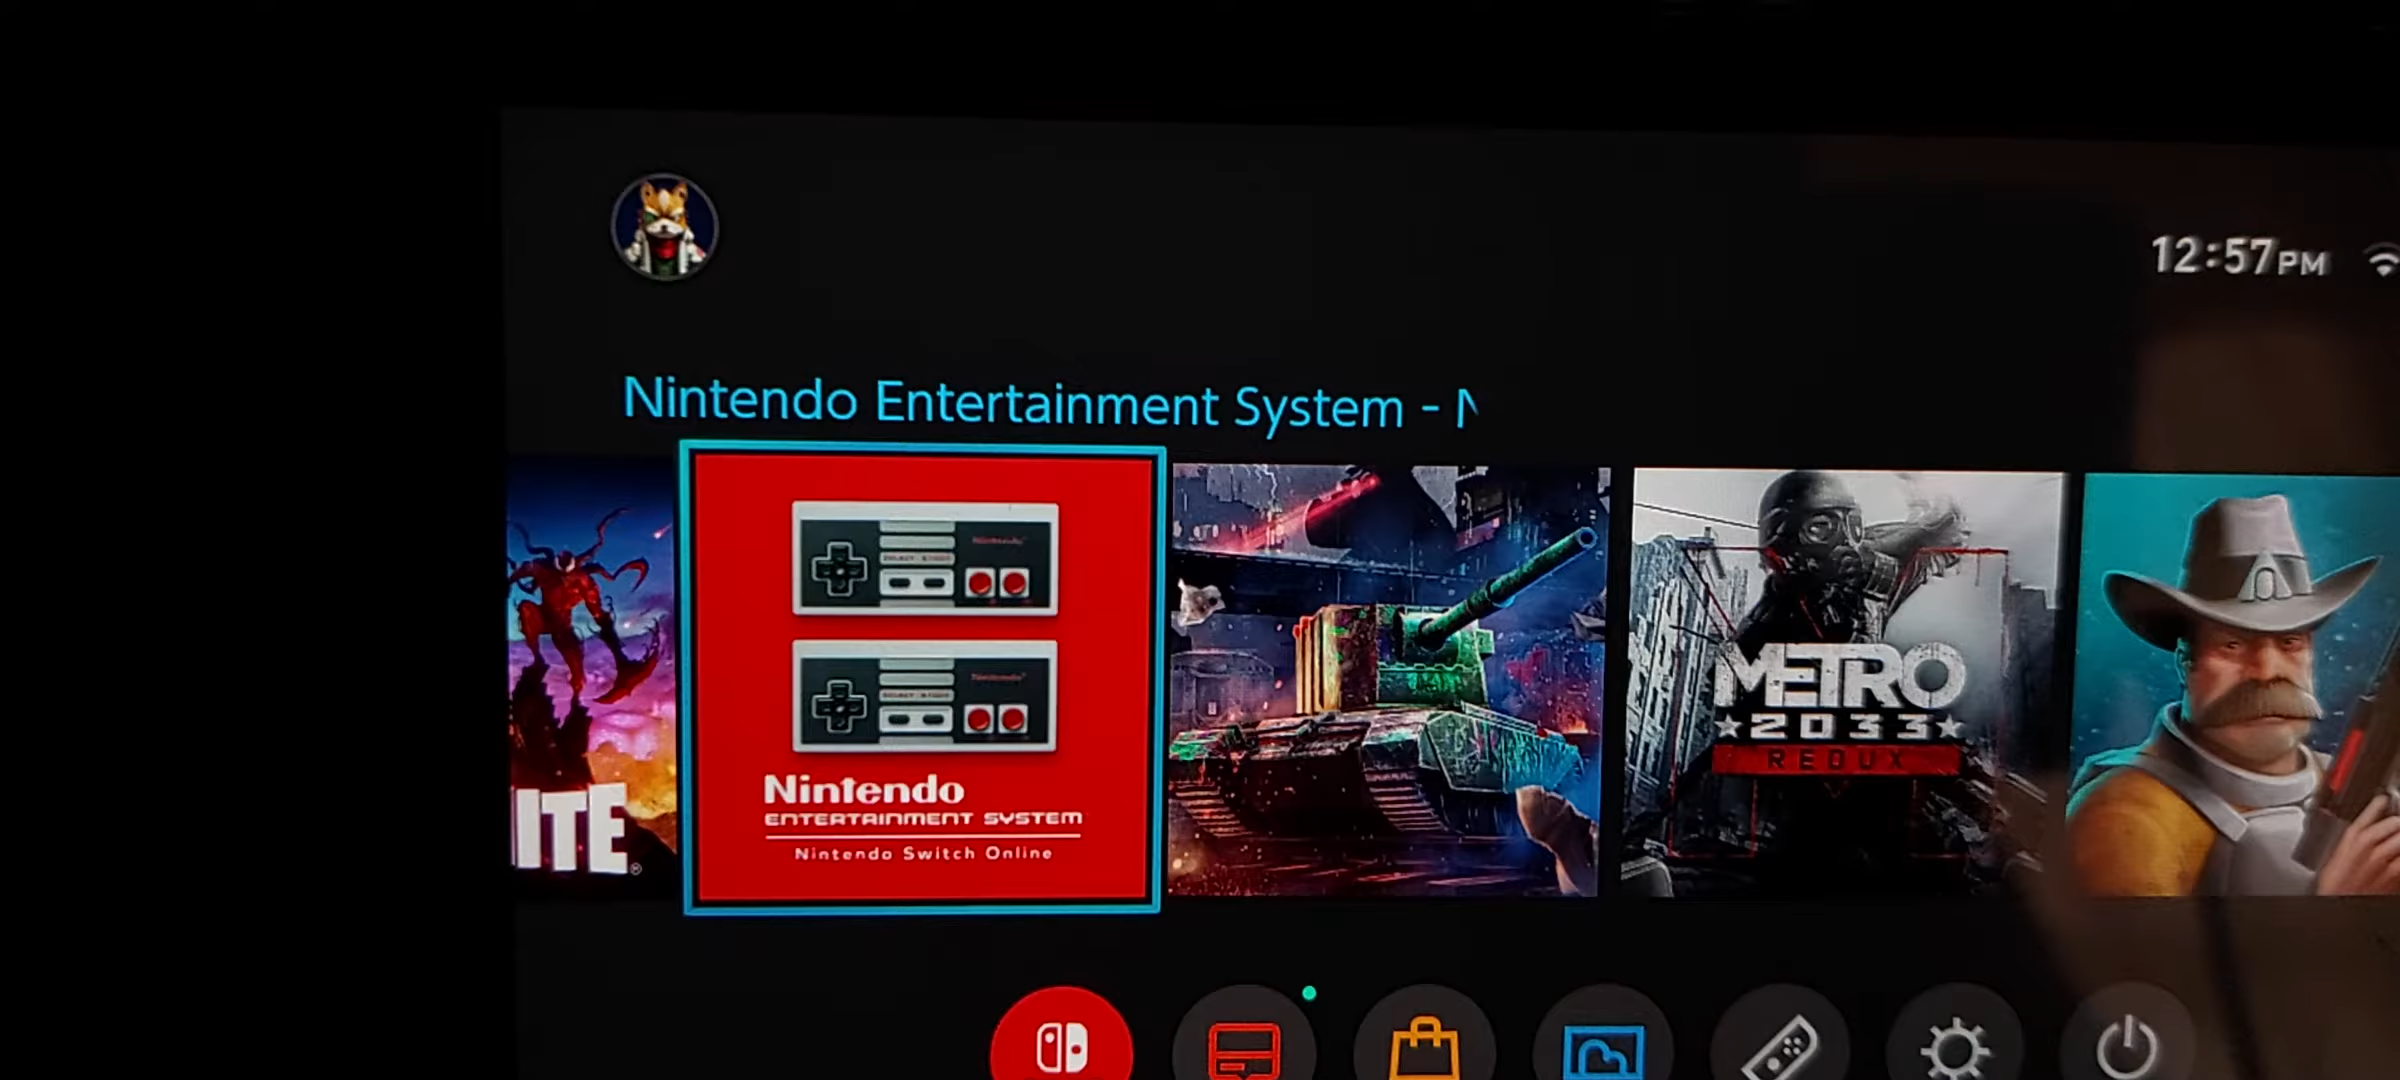 12:57PM
Nintendo Entertainment System -
ITE®
Nintendo
ENTERTAINMENT SYSTEM
Nintendo Switch Online
METRO
2033
REDUX